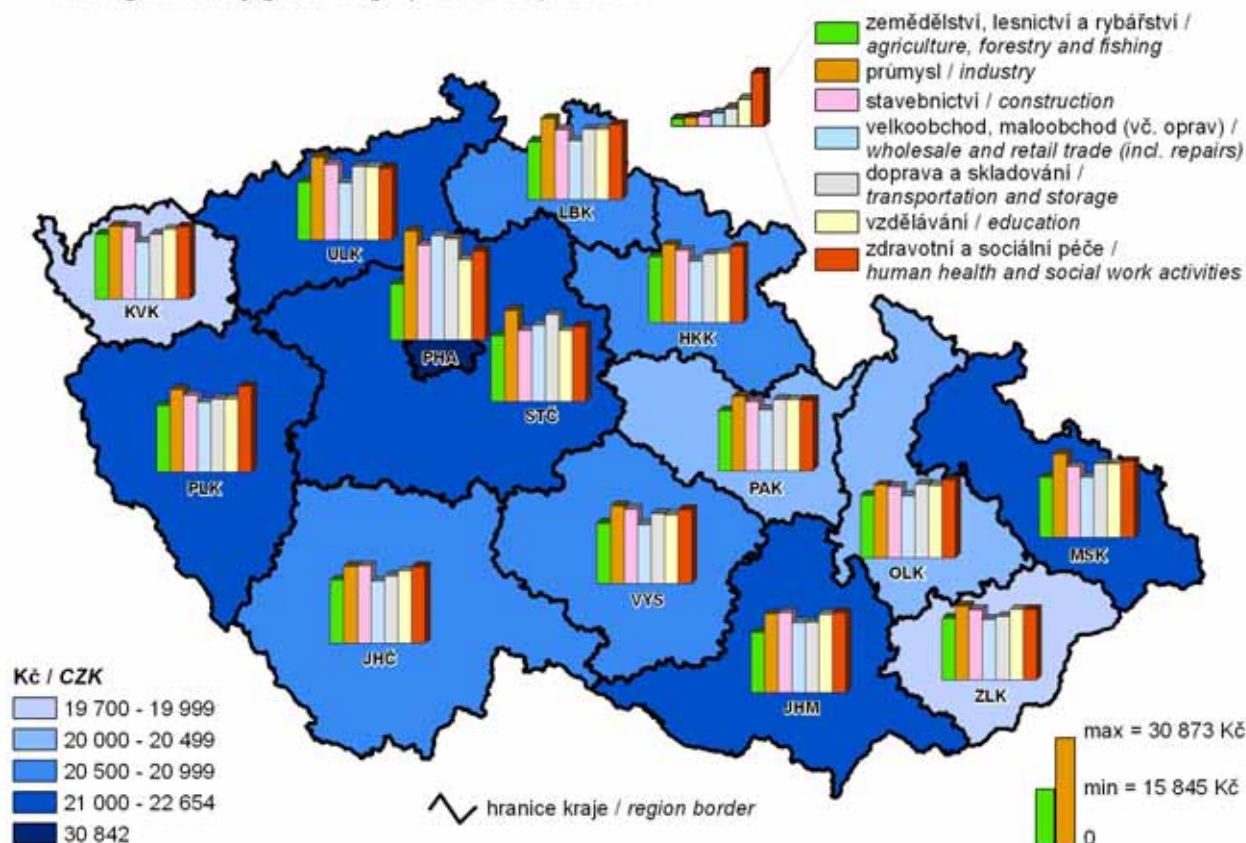 zemědělství, lesnictví a rybářství /
agriculture, forestry and fishing
průmysl / industry
stavebnictví / construction
velkoobchod, maloobchod (vč. oprav) /
wholesale and retail trade (incl. repairs)
doprava a skladování /
transportation and storage
vzdělávání / education
zdravotní a sociální péče /
human health and social work activities
LBK
ULK
KVK
HKK
PHA
STČ
PLK
PAK
OLK
MSK
VYS
JHČ
JHM
ZLK
Kč / CZK
19 700 - 19 999
20 000 - 20 499
20 500 - 20 999
21 000 - 22 654
30 842
hranice kraje / region border
max = 30 873 Kč
min = 15 845 Kč
0